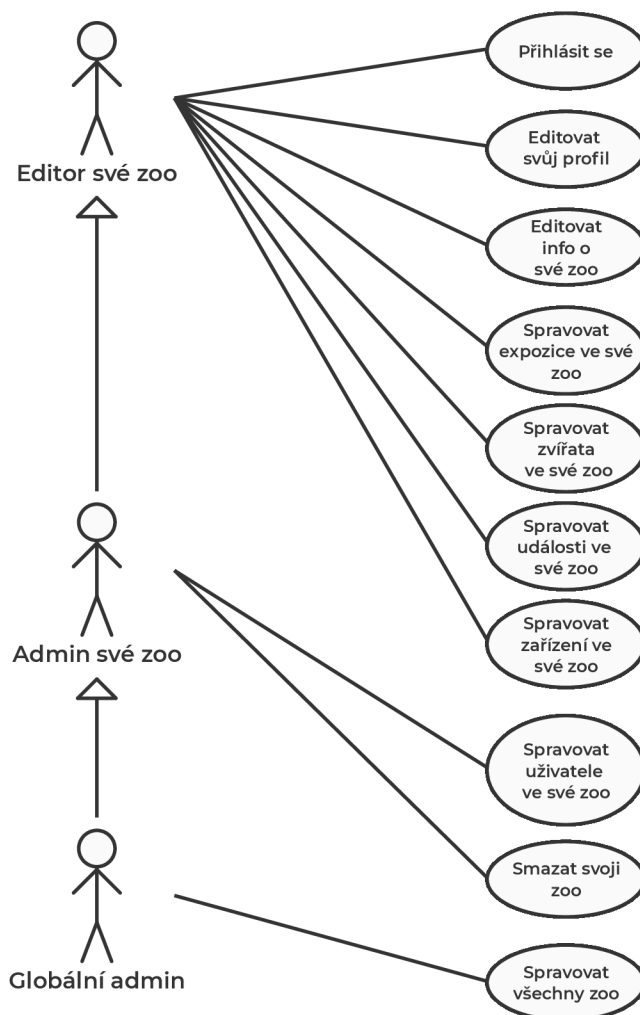 Editor své zoo
Přihlásit se
Editovat
svůj profil
Editovat
info o
své zoo
Spravovat
expozice ve své
zoo
Spravovat
zvířata
ve své zoo
Spravovat
události ve
své zoo
Spravovat
zařízení ve
své zoo
Admin své zoo
Spravovat
uživatele
ve své zoo
Smazat svoji
zoo
Globální admin
Spravovat
všechny zoo